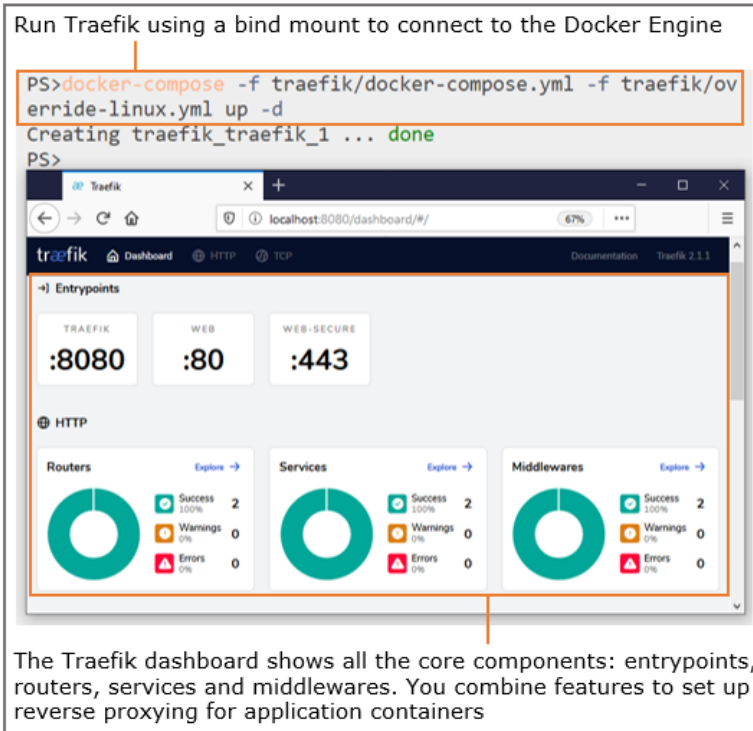 Run Traefik using a bind mount to connect to the Docker Engine
PS>docker-compose -f traefik/docker-compose.yml -f traefik/ov
erride-linux.yml up -d
Creating traefik_traefik_1 ... done
PS>
æ Traefik
localhost:8080/dashboard/#/ 67%
træfik Dashboard HTTP TCP Documentation Traefik 2.1.1
Entrypoints
TRAEFIK WEB WEB-SECURE
:8080 :80 :443
HTTP
Routers Explore → Services Explore → Middlewares Explore →
Success 2 Success 2 Success 2
100% 100% 100%
Warnings 0 Warnings 0 Warnings 0
0% 0% 0%
Errors 0 Errors 0 Errors 0
0% 0% 0%
The Traefik dashboard shows all the core components: entrypoints,
routers, services and middlewares. You combine features to set up
reverse proxying for application containers